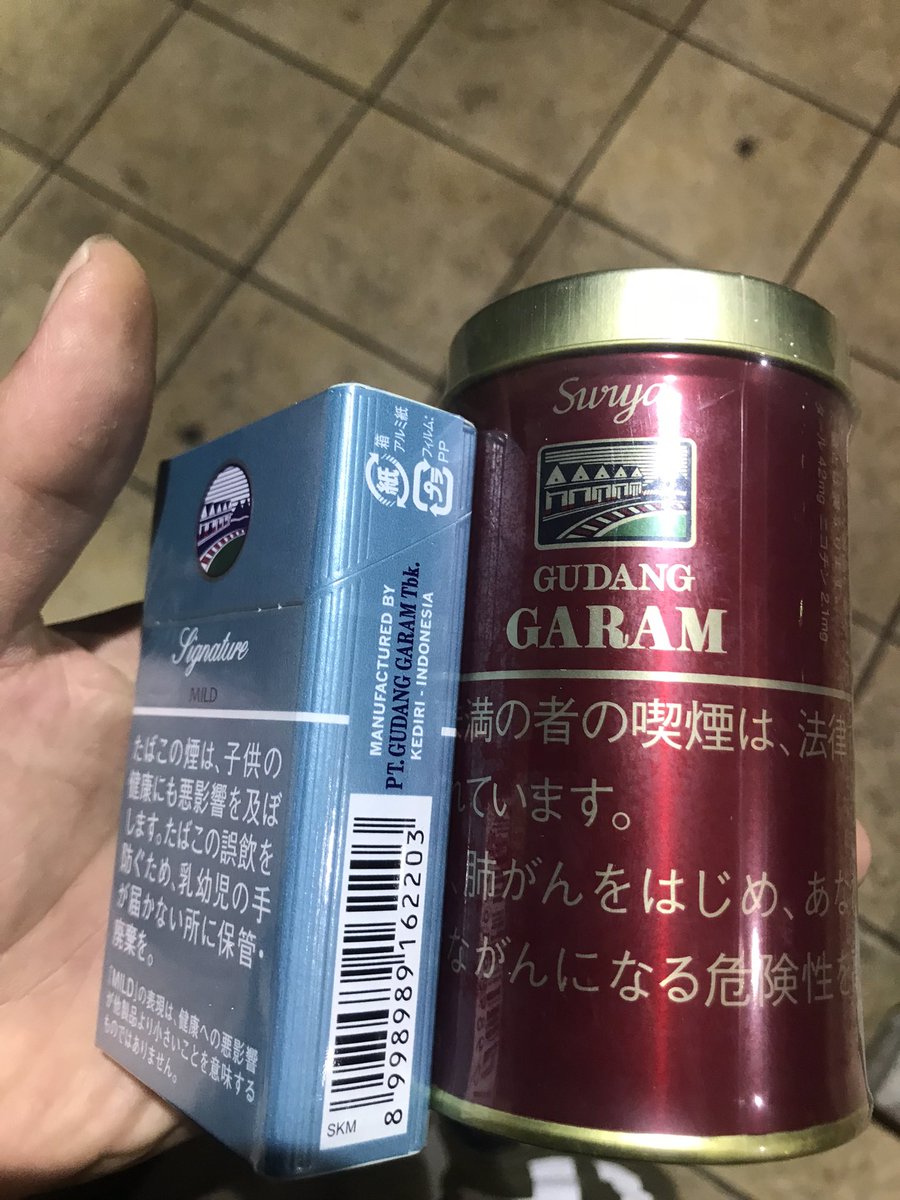 Signature
MILD
たばこの煙は、子供の
健康にも悪影響を及ぼ
します。たばこの誤飲を
防ぐため、乳幼児の手
が届かない所に保管・
廃棄を。
「MILD」の表現は、健康への悪影響
が他製品より小さいことを意味する
ものではありません。
紙
箱
アルミ紙
プラ
フィルム:
PP
MANUFACTURED BY
PT. GUDANG GARAM Tbk.
KEDIRI - INDONESIA
8998989162203
SKM
Surya
GUDANG
GARAM
満の者の喫煙は、法律
れています。
肺がんをはじめ、あな
ながんになる危険性を